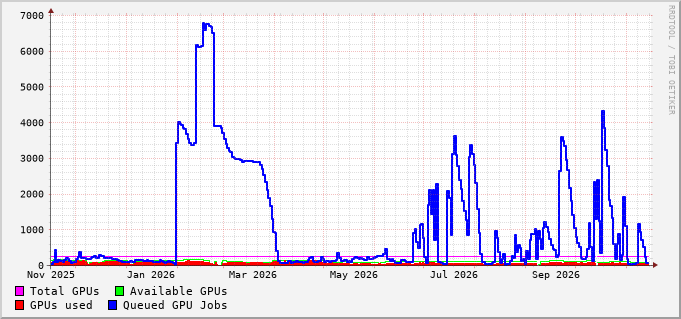 7000
6000
5000
4000
3000
2000
1000
0
Nov 2025 Jan 2026 Mar 2026 May 2026 Jul 2026 Sep 2026
Total GPUs Available GPUs
GPUs used Queued GPU Jobs
RRDTOOL / TOBI OETIKER